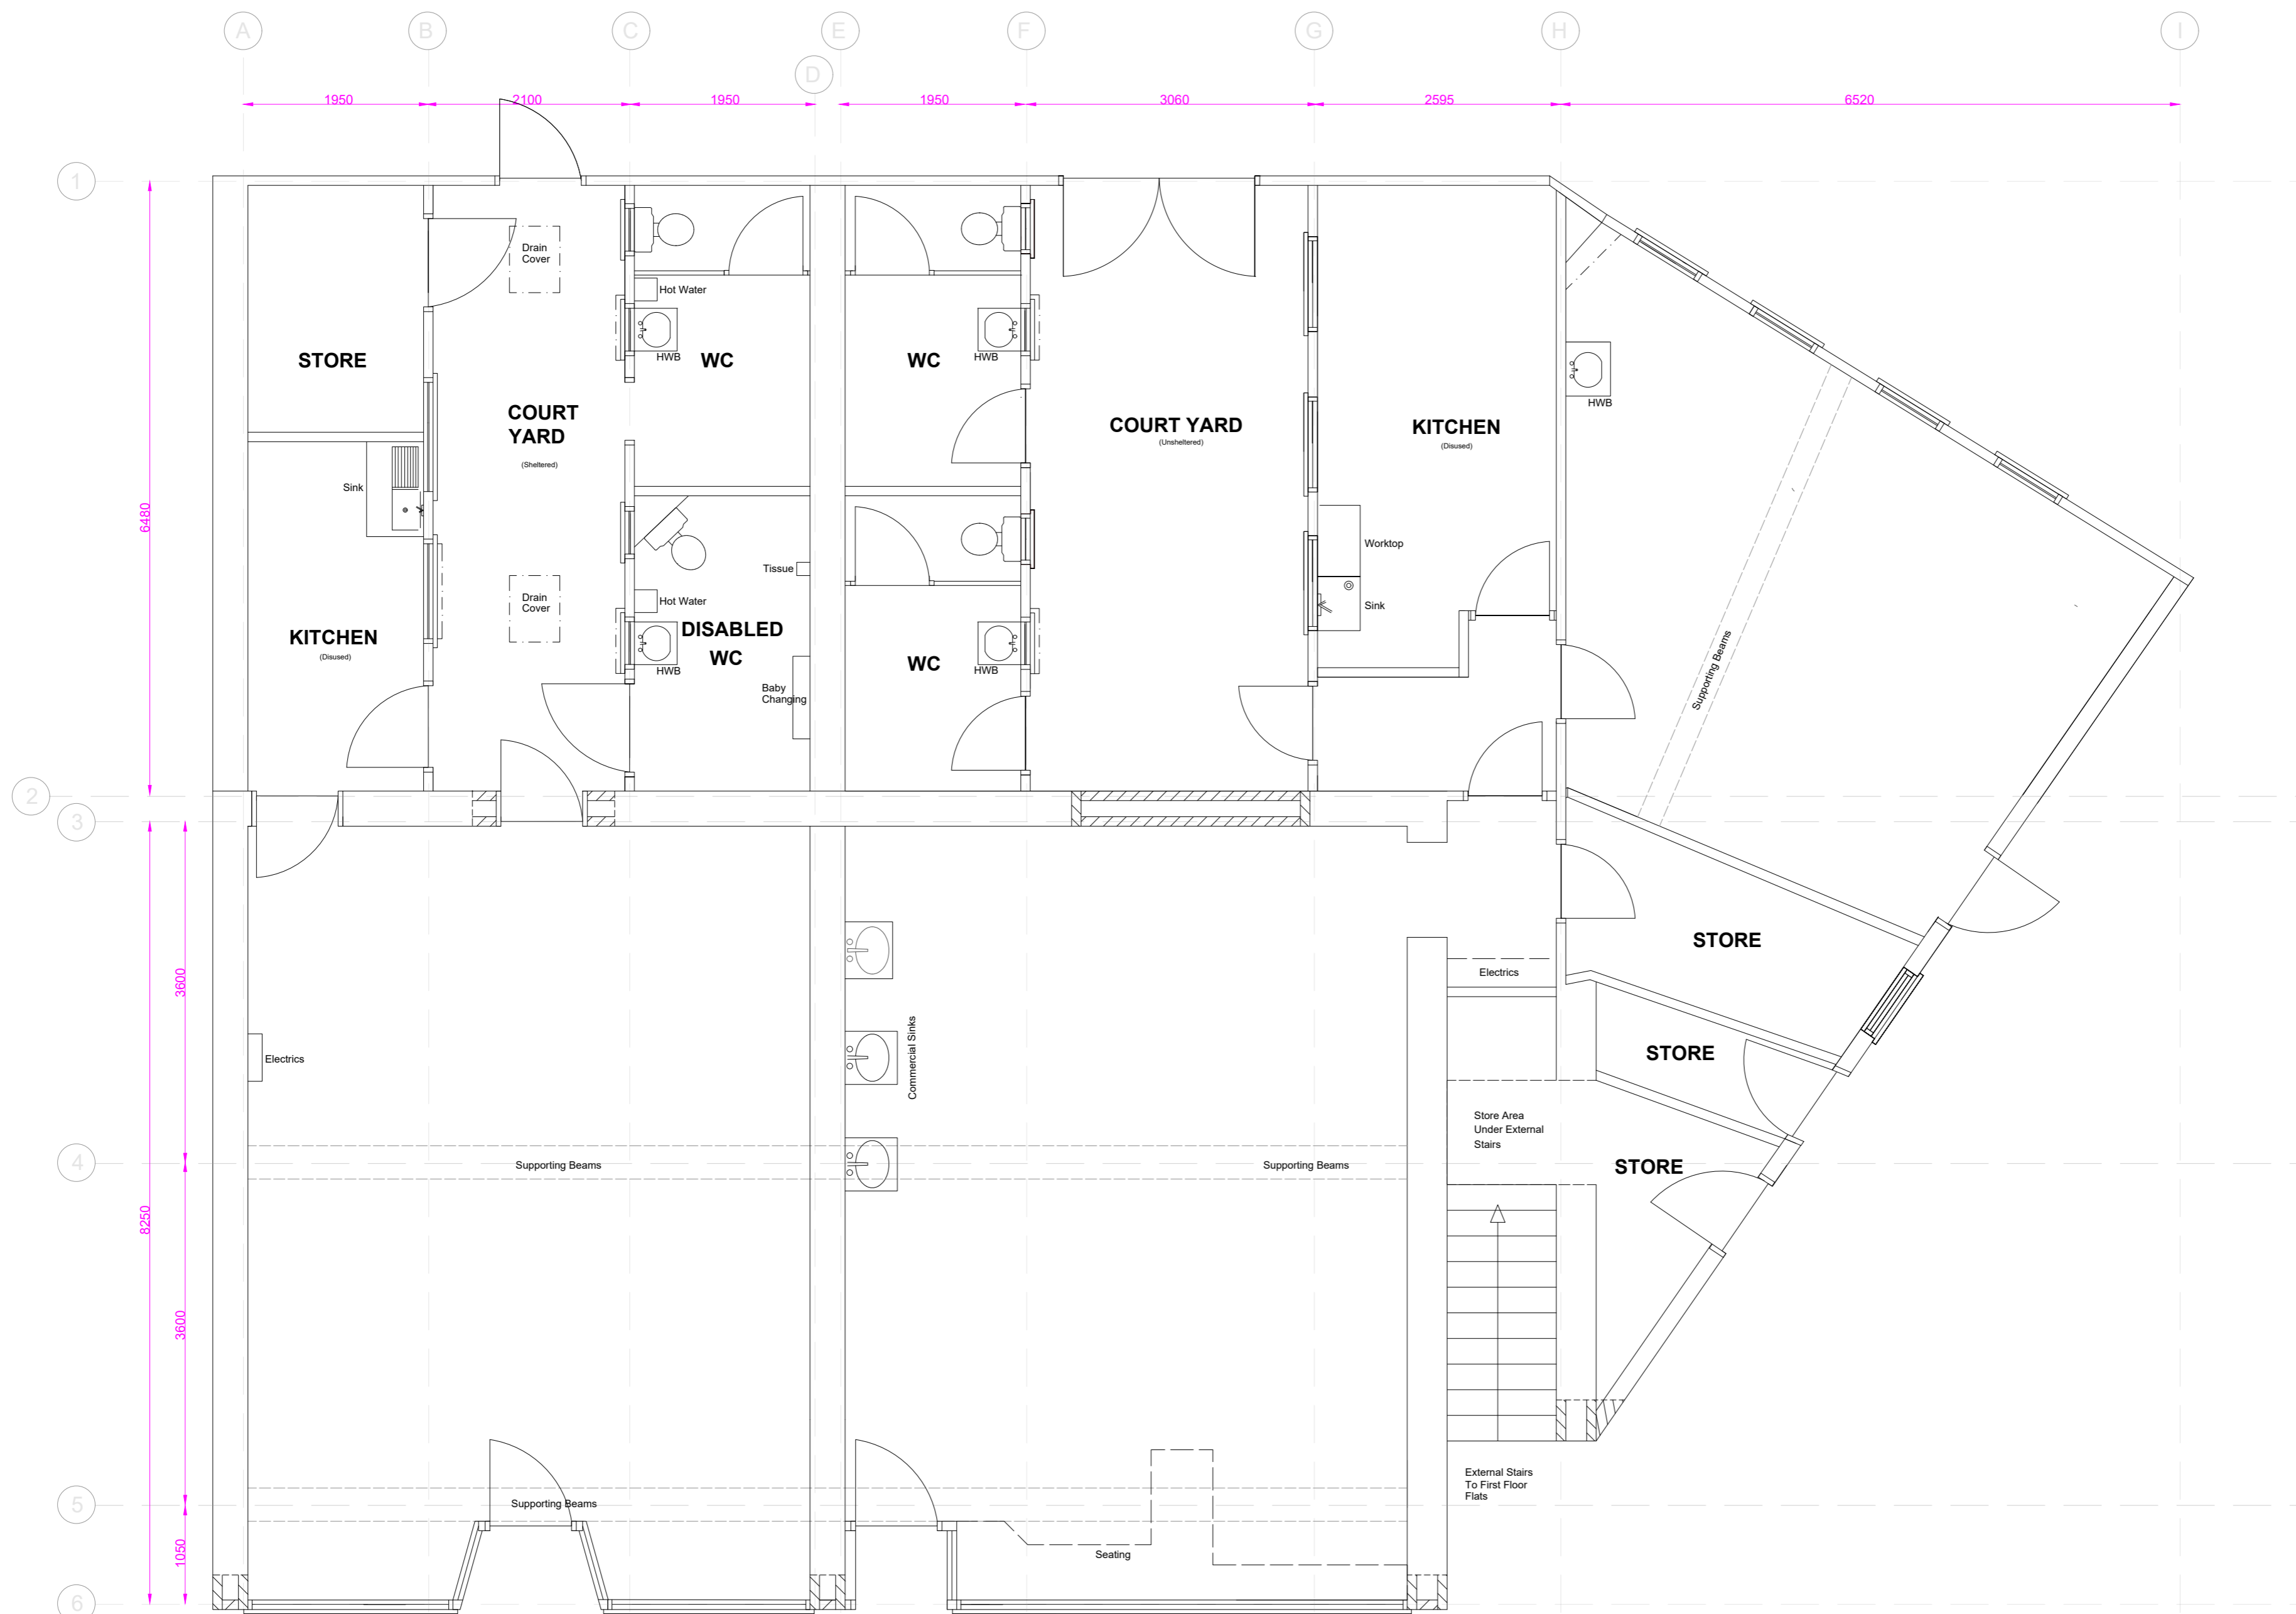 A
B
C
D
E
F
G
H
I
1950
2100
1950
1950
3060
2595
6520
1
Drain
Cover
Hot Water
HWB
HWB
STORE
WC
WC
COURT
YARD
(Sheltered)
COURT YARD
(Unsheltered)
KITCHEN
(Disused)
HWB
Sink
6480
Worktop
Tissue
Drain
Cover
Hot Water
Sink
KITCHEN
(Disused)
DISABLED
WC
HWB
WC
HWB
Supporting Beams
Baby
Changing
2
3
STORE
3600
Electrics
Electrics
Commercial Sinks
STORE
Store Area
Under External
Stairs
4
Supporting Beams
Supporting Beams
STORE
8250
3600
External Stairs
To First Floor
Flats
5
Supporting Beams
1050
Seating
6